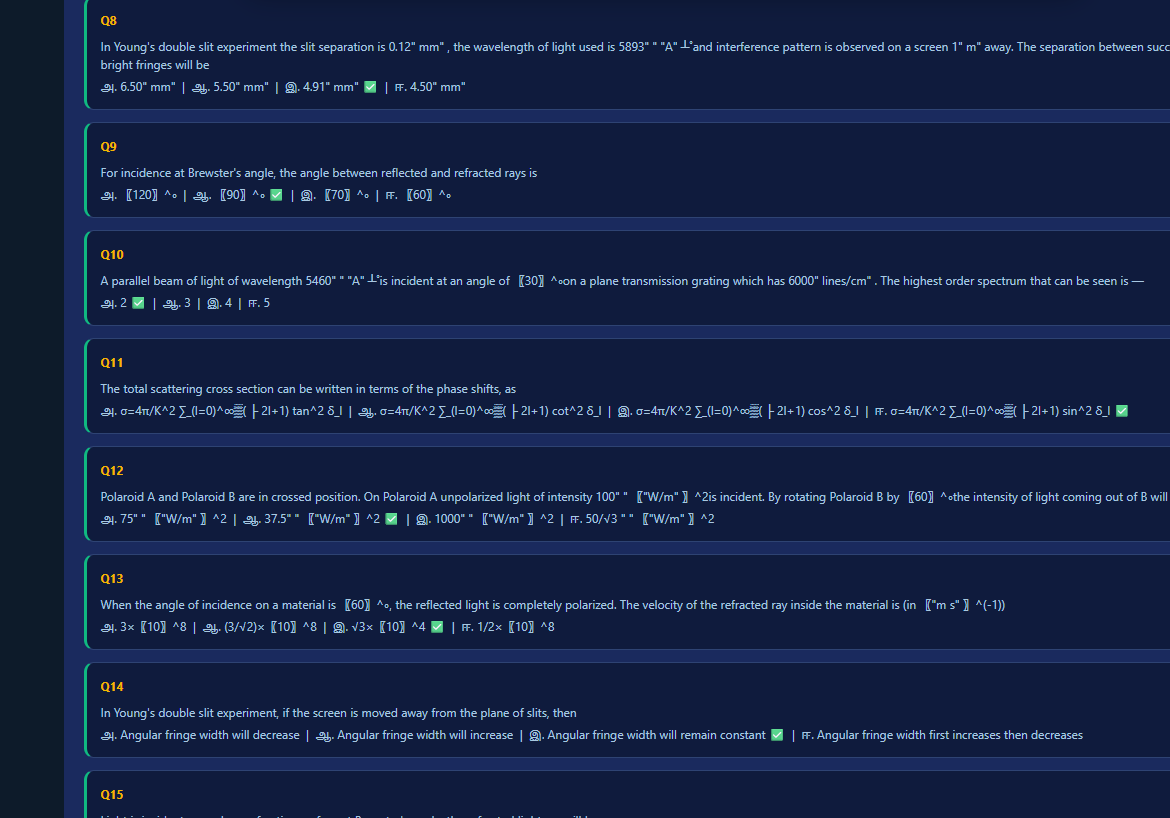 Q8
In Young's double slit experiment the slit separation is 0.12" mm" , the wavelength of light used is 5893" " "A" ┴°and interference pattern is observed on a screen 1" m" away. The separation between succ
bright fringes will be
அ. 6.50" mm" | ஆ. 5.50" mm" | இ. 4.91" mm" ✅ | ஈ. 4.50" mm"
Q9
For incidence at Brewster's angle, the angle between reflected and refracted rays is
அ. 〖120〗^∘ | ஆ. 〖90〗^∘ ✅ | இ. 〖70〗^∘ | ஈ. 〖60〗^∘
Q10
A parallel beam of light of wavelength 5460" " "A" ┴°is incident at an angle of 〖30〗^∘on a plane transmission grating which has 6000" lines/cm" . The highest order spectrum that can be seen is —
அ. 2 ✅ | ஆ. 3 | இ. 4 | ஈ. 5
Q11
The total scattering cross section can be written in terms of the phase shifts, as
அ. σ=4π/K^2 ∑_(l=0)^∞▒( ├ 2l+1) tan^2 δ_l | ஆ. σ=4π/K^2 ∑_(l=0)^∞▒( ├ 2l+1) cot^2 δ_l | இ. σ=4π/K^2 ∑_(l=0)^∞▒( ├ 2l+1) cos^2 δ_l | ஈ. σ=4π/K^2 ∑_(l=0)^∞▒( ├ 2l+1) sin^2 δ_l ✅
Q12
Polaroid A and Polaroid B are in crossed position. On Polaroid A unpolarized light of intensity 100" " 〖"W/m" 〗^2is incident. By rotating Polaroid B by 〖60〗^∘the intensity of light coming out of B will
அ. 75" " 〖"W/m" 〗^2 | ஆ. 37.5" " 〖"W/m" 〗^2 ✅ | இ. 1000" " 〖"W/m" 〗^2 | ஈ. 50/√3 " " 〖"W/m" 〗^2
Q13
When the angle of incidence on a material is 〖60〗^∘, the reflected light is completely polarized. The velocity of the refracted ray inside the material is (in 〖"m s" 〗^(-1))
அ. 3× 〖10〗^8 | ஆ. (3/√2)× 〖10〗^8 | இ. √3× 〖10〗^4 ✅ | ஈ. 1/2× 〖10〗^8
Q14
In Young's double slit experiment, if the screen is moved away from the plane of slits, then
அ. Angular fringe width will decrease | ஆ. Angular fringe width will increase | இ. Angular fringe width will remain constant ✅ | ஈ. Angular fringe width first increases then decreases
Q15